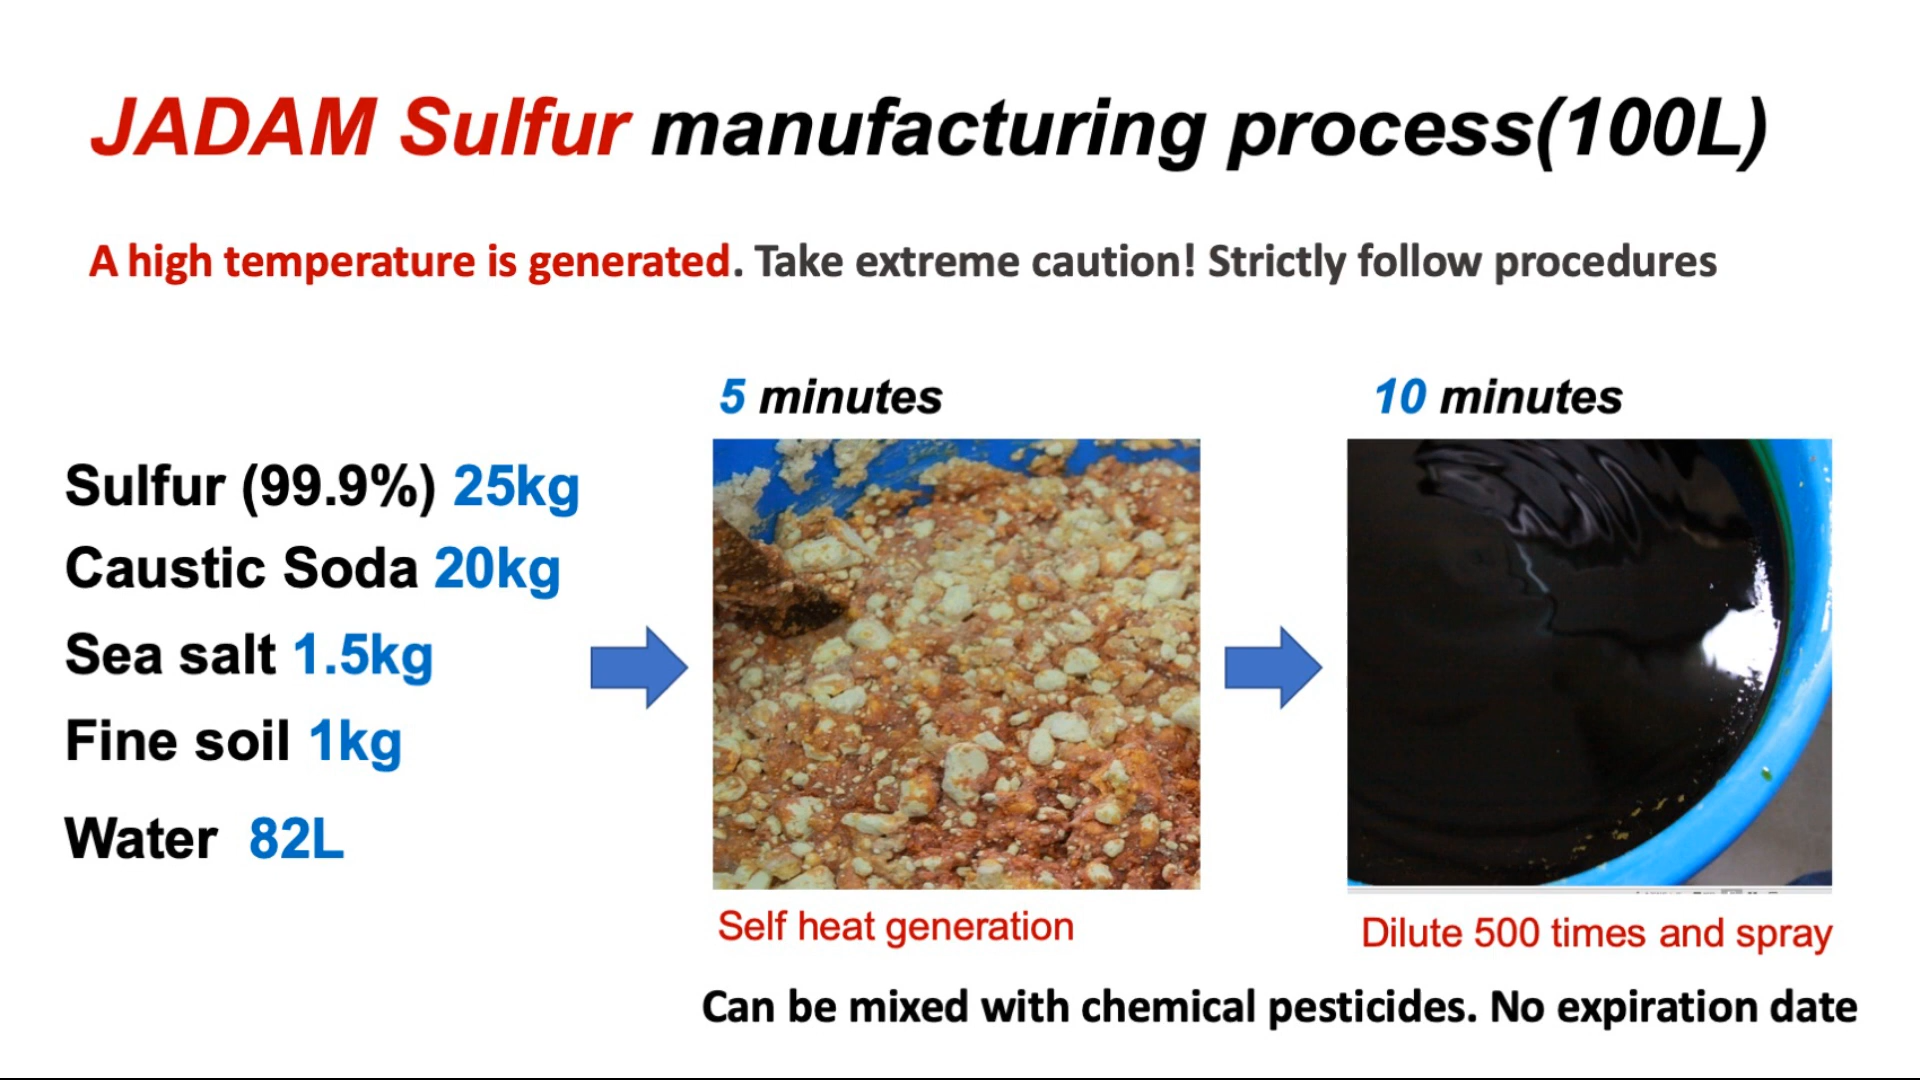 JADAM Sulfur manufacturing process(100L)
A high temperature is generated. Take extreme caution! Strictly follow procedures
5 minutes
10 minutes
Sulfur (99.9%) 25kg
Caustic Soda 20kg
Sea salt 1.5kg
Fine soil 1kg
Water 82L
Self heat generation
Dilute 500 times and spray
Can be mixed with chemical pesticides. No expiration date